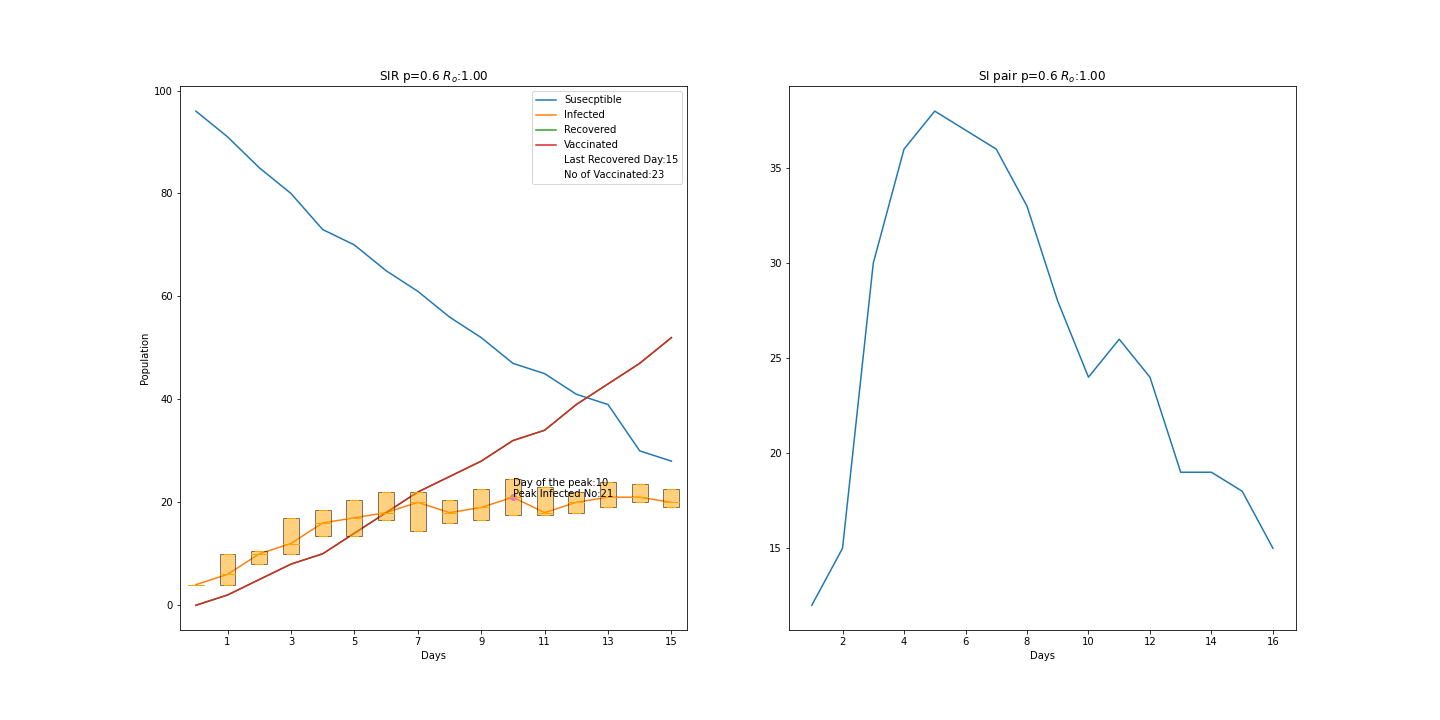 SIR p=0.6 Rₒ:1.00
Susecptible
Infected
Recovered
Vaccinated
Last Recovered Day:15
No of Vaccinated:23
100
80
60
40
20
0
Population
Day of the peak:10
Peak Infected No:21
1 3 5 7 9 11 13 15
Days
SI pair p=0.6 Rₒ:1.00
35
30
25
20
15
2 4 6 8 10 12 14 16
Days